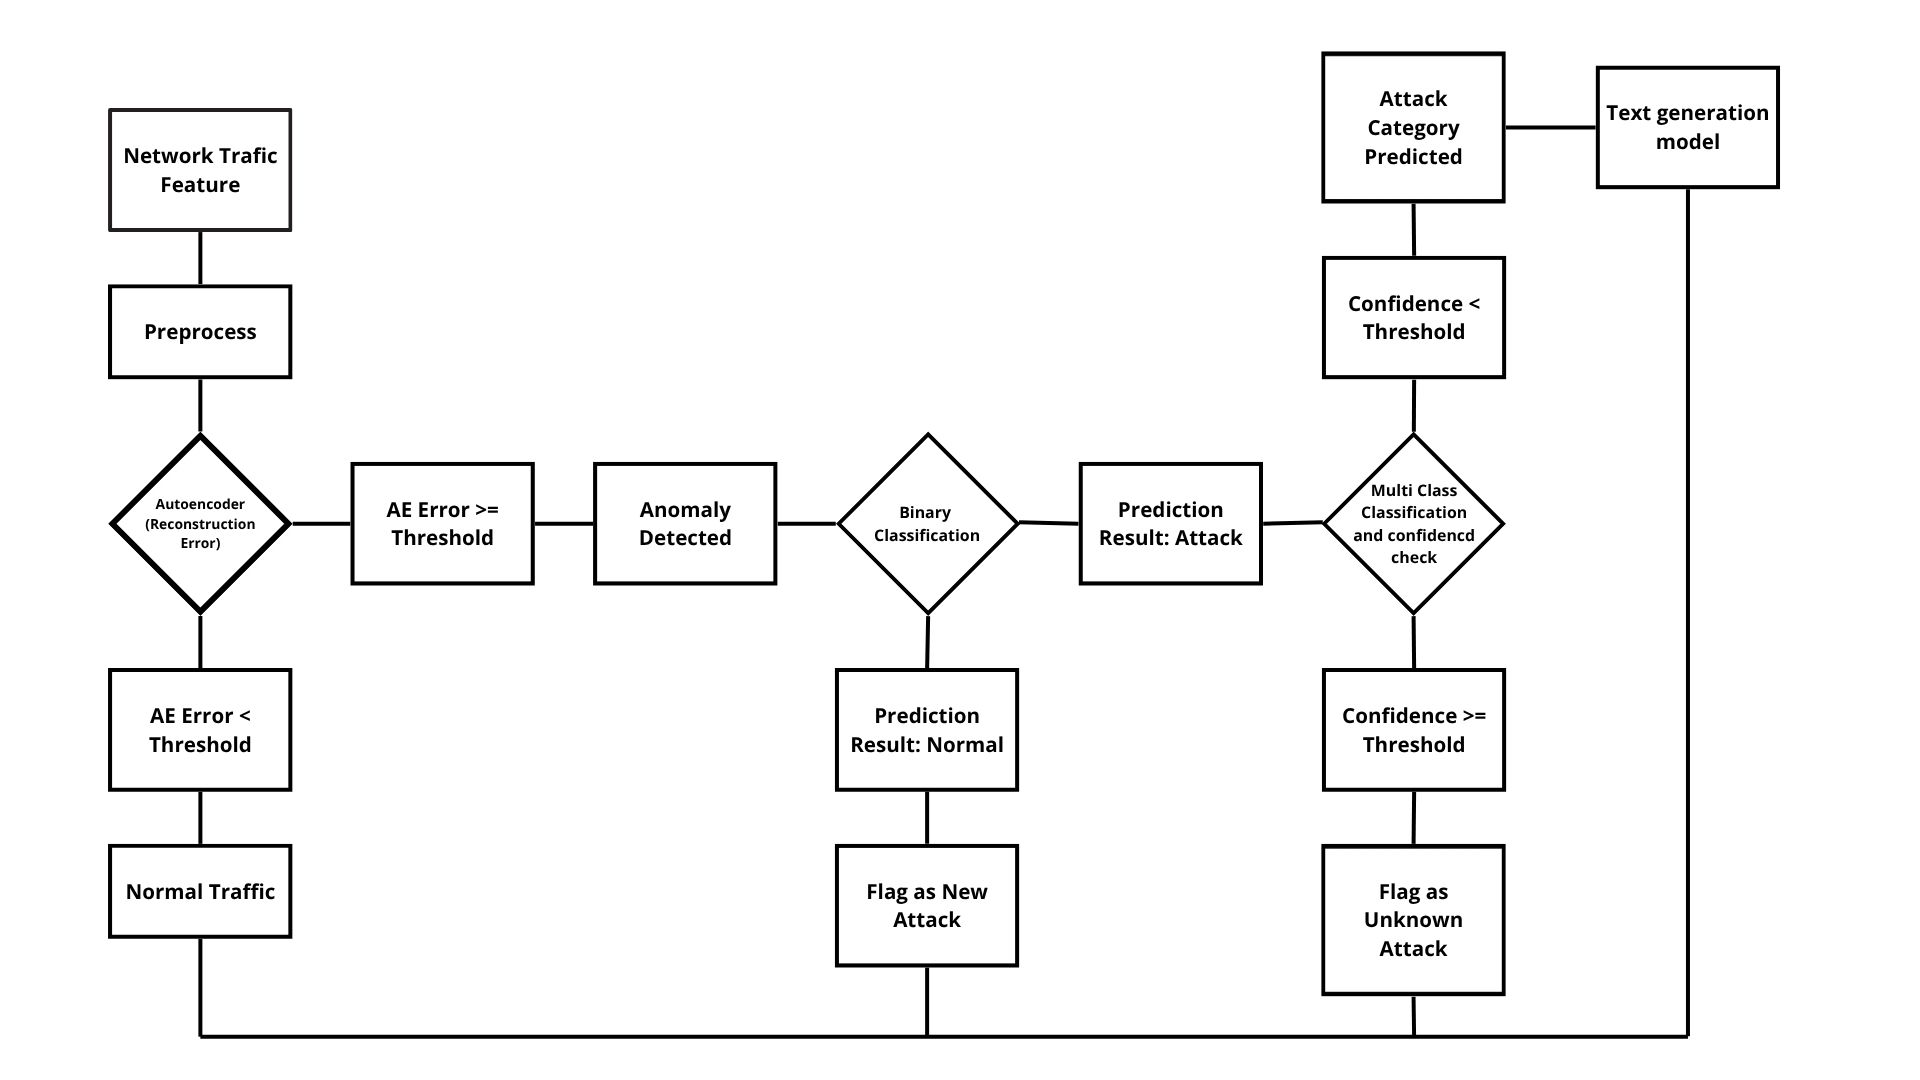 Network Trafic
Feature
Preprocess
Autoencoder
(Reconstruction
Error)
AE Error <
Threshold
Normal Traffic
AE Error >=
Threshold
Anomaly
Detected
Binary
Classification
Prediction
Result: Normal
Flag as New
Attack
Prediction
Result: Attack
Multi Class
Classification
and confidencd
check
Confidence <
Threshold
Attack
Category
Predicted
Text generation
model
Confidence >=
Threshold
Flag as
Unknown
Attack